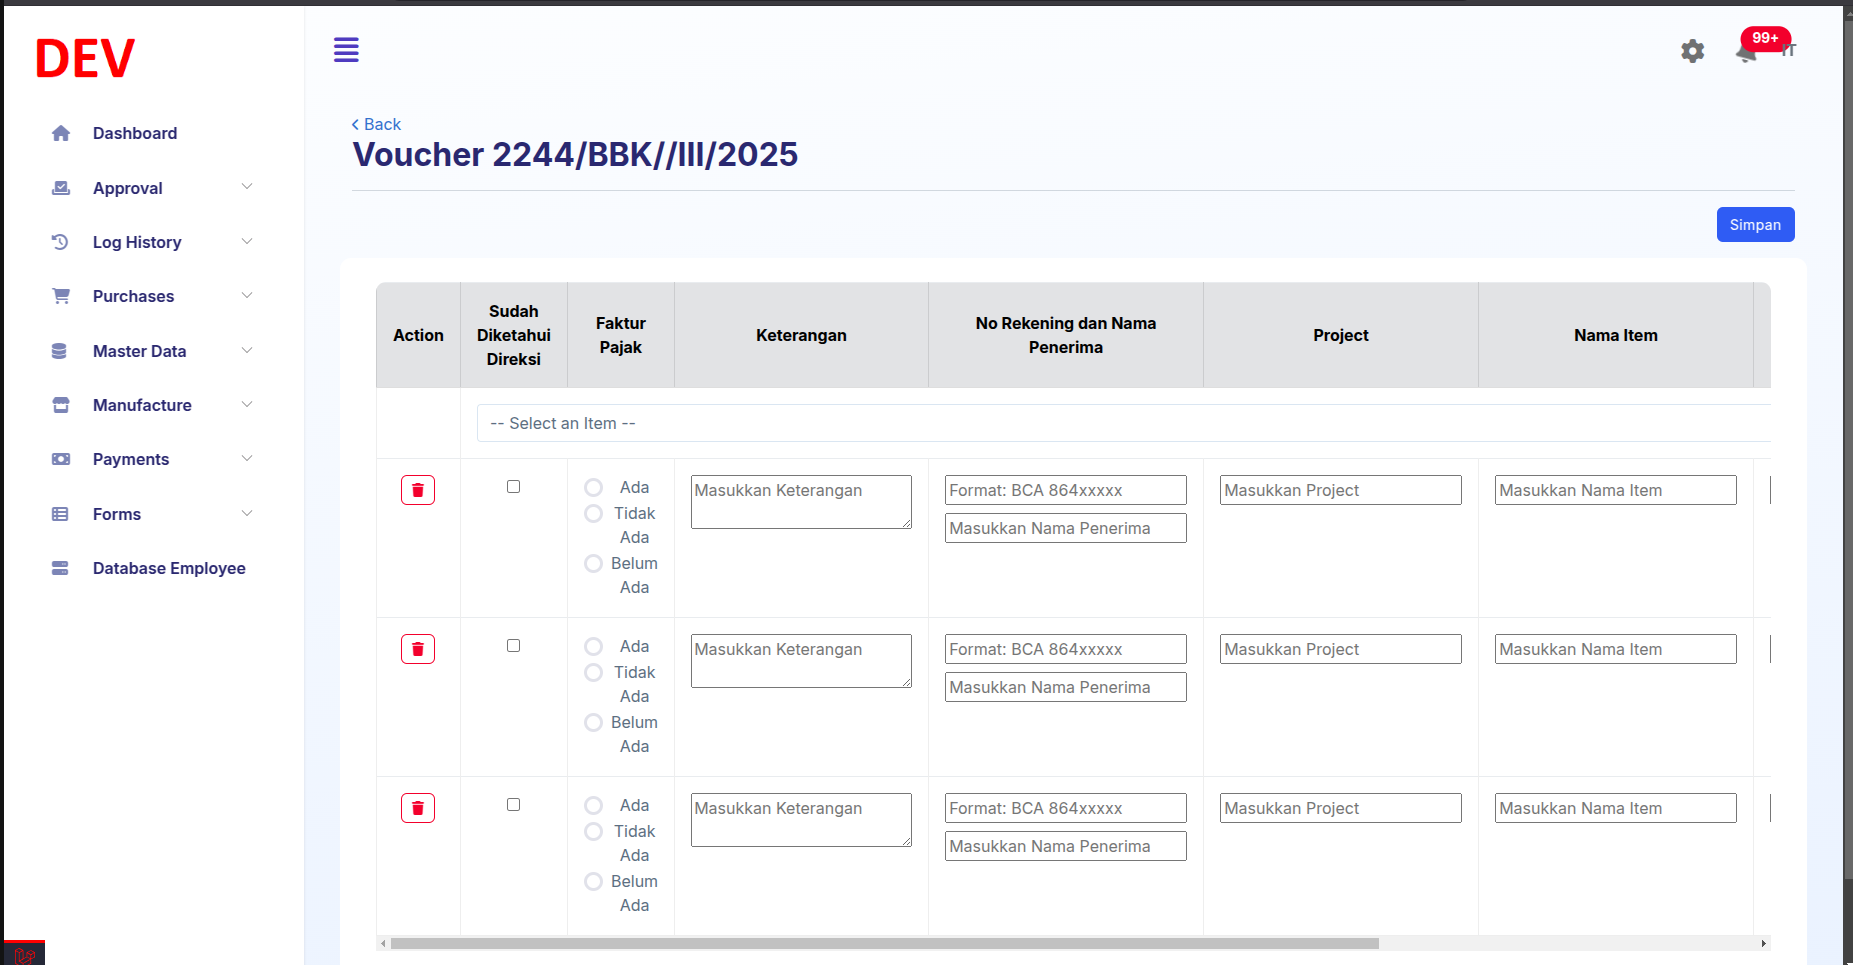 DEV
99+
IT
Dashboard
Approval
Log History
Purchases
Master Data
Manufacture
Payments
Forms
Database Employee
Back
Voucher 2244/BBK//III/2025
Simpan
Action
Sudah
Diketahui
Direksi
Faktur
Pajak
Keterangan
No Rekening dan Nama
Penerima
Project
Nama Item
-- Select an Item --
Ada
Tidak
Ada
Belum
Ada
Masukkan Keterangan
Format: BCA 864xxxxx
Masukkan Nama Penerima
Masukkan Project
Masukkan Nama Item
Ada
Tidak
Ada
Belum
Ada
Masukkan Keterangan
Format: BCA 864xxxxx
Masukkan Nama Penerima
Masukkan Project
Masukkan Nama Item
Ada
Tidak
Ada
Belum
Ada
Masukkan Keterangan
Format: BCA 864xxxxx
Masukkan Nama Penerima
Masukkan Project
Masukkan Nama Item